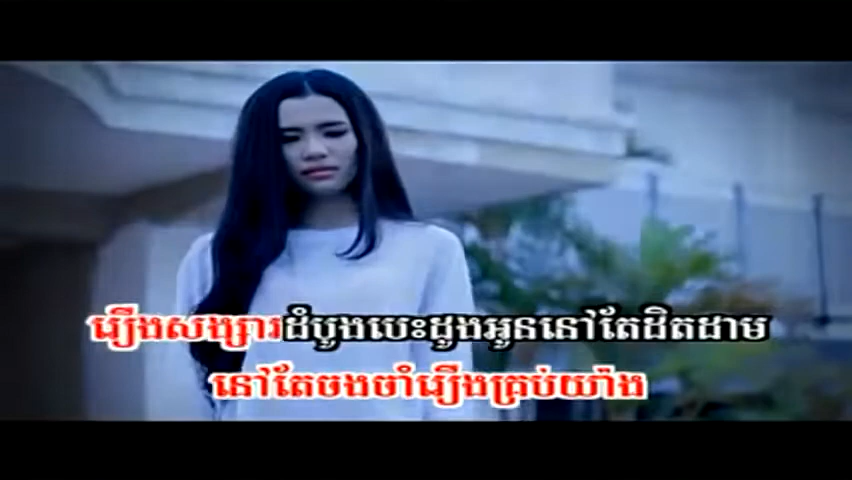 រឿងសង្សារដំបូងបេះដូងអូននៅតែដិតដាម
នៅតែចងចាំរឿងគ្រប់យ៉ាង